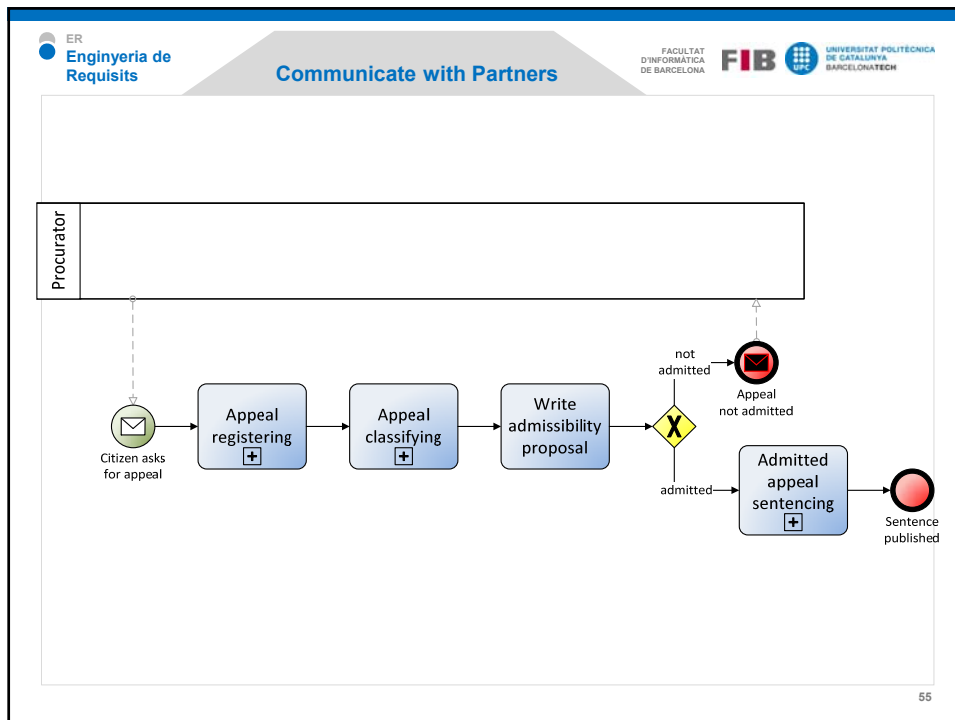 ER
Enginyeria de
Requisits
Communicate with Partners
FACULTAT
D'INFORMÀTICA
DE BARCELONA
FIB
UPC
UNIVERSITAT POLITÈCNICA
DE CATALUNYA
BARCELONATECH
Procurator
Citizen asks
for appeal
Appeal
registering
Appeal
classifying
Write
admissibility
proposal
X
not
admitted
Appeal
not admitted
admitted
Admitted
appeal
sentencing
Sentence
published
55